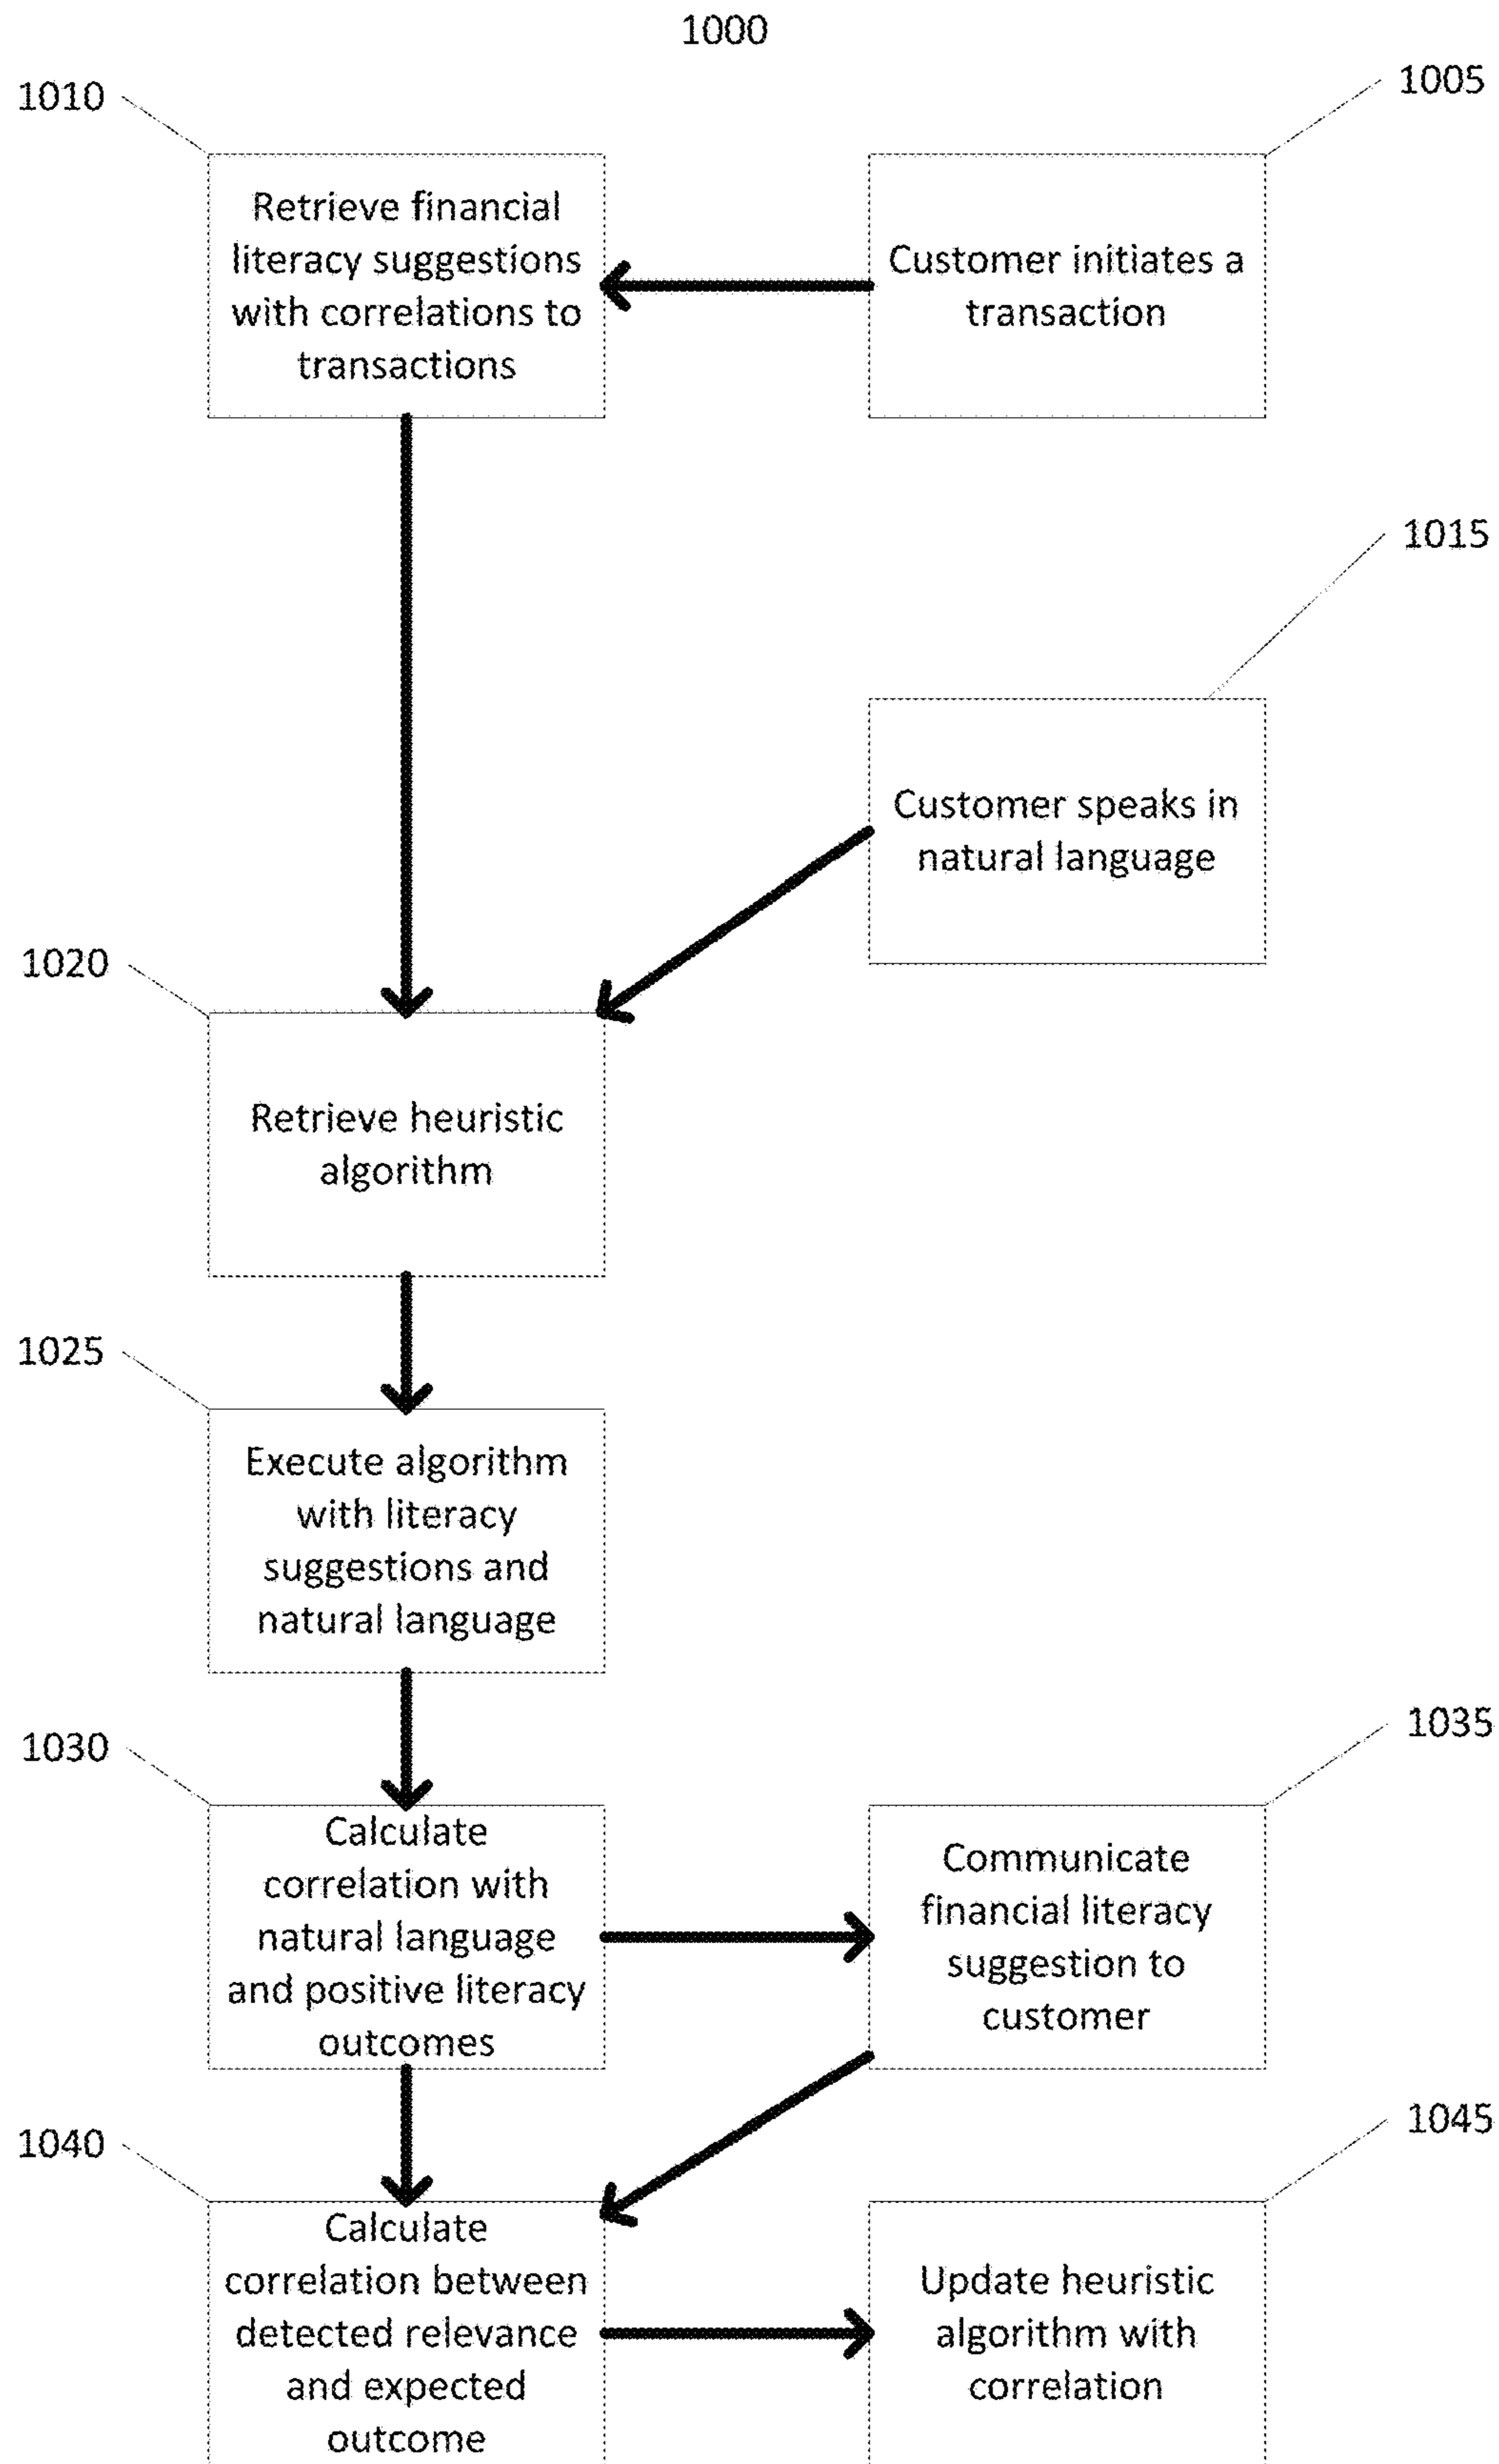 1000
1010
1005
Retrieve financial
literacy suggestions
with correlations to
transactions
Customer initiates a
transaction
1015
Customer speaks in
natural language
1020
Retrieve heuristic
algorithm
1025
Execute algorithm
with literacy
suggestions and
natural language
1030
1035
Calculate
correlation with
natural language
and positive literacy
outcomes
Communicate
financial literacy
suggestion to
customer
1040
1045
Calculate
correlation between
detected relevance
and expected
outcome
Update heuristic
algorithm with
correlation